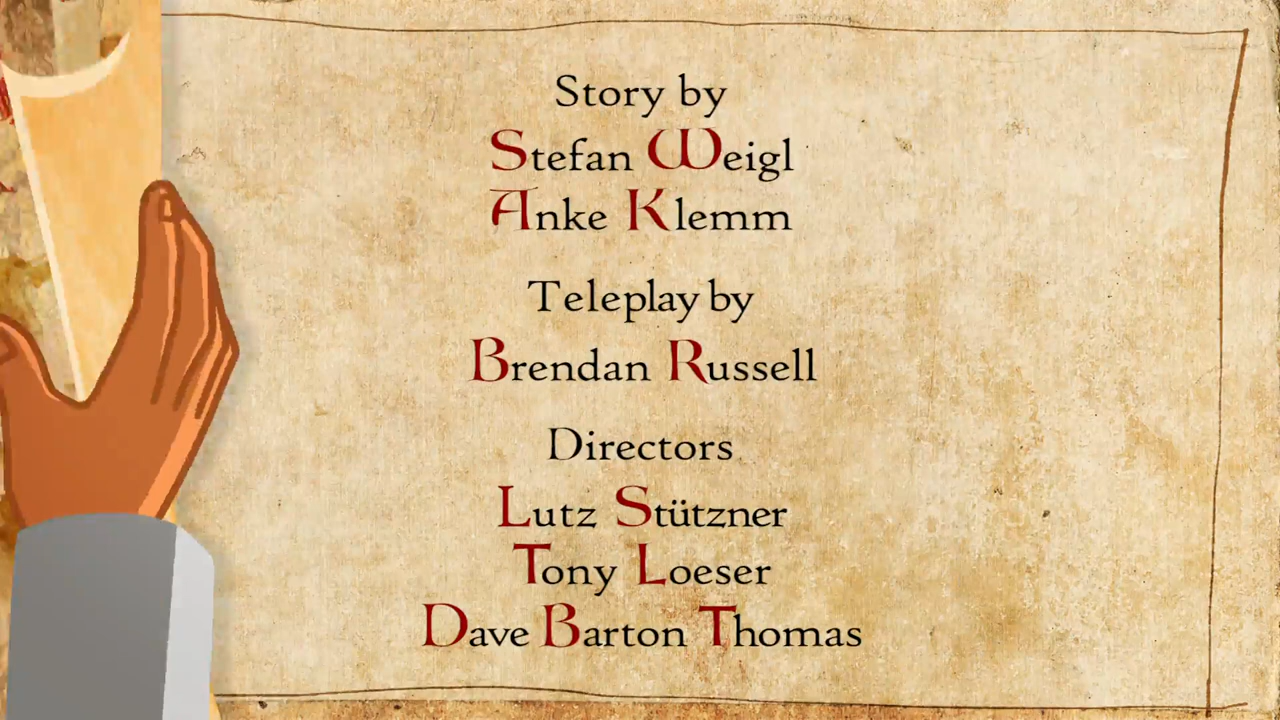 Story by
Stefan Weigl
Anke Klemm
Teleplay by
Brendan Russell
Directors
Lutz Stützner
Tony Loeser
Dave Barton Thomas